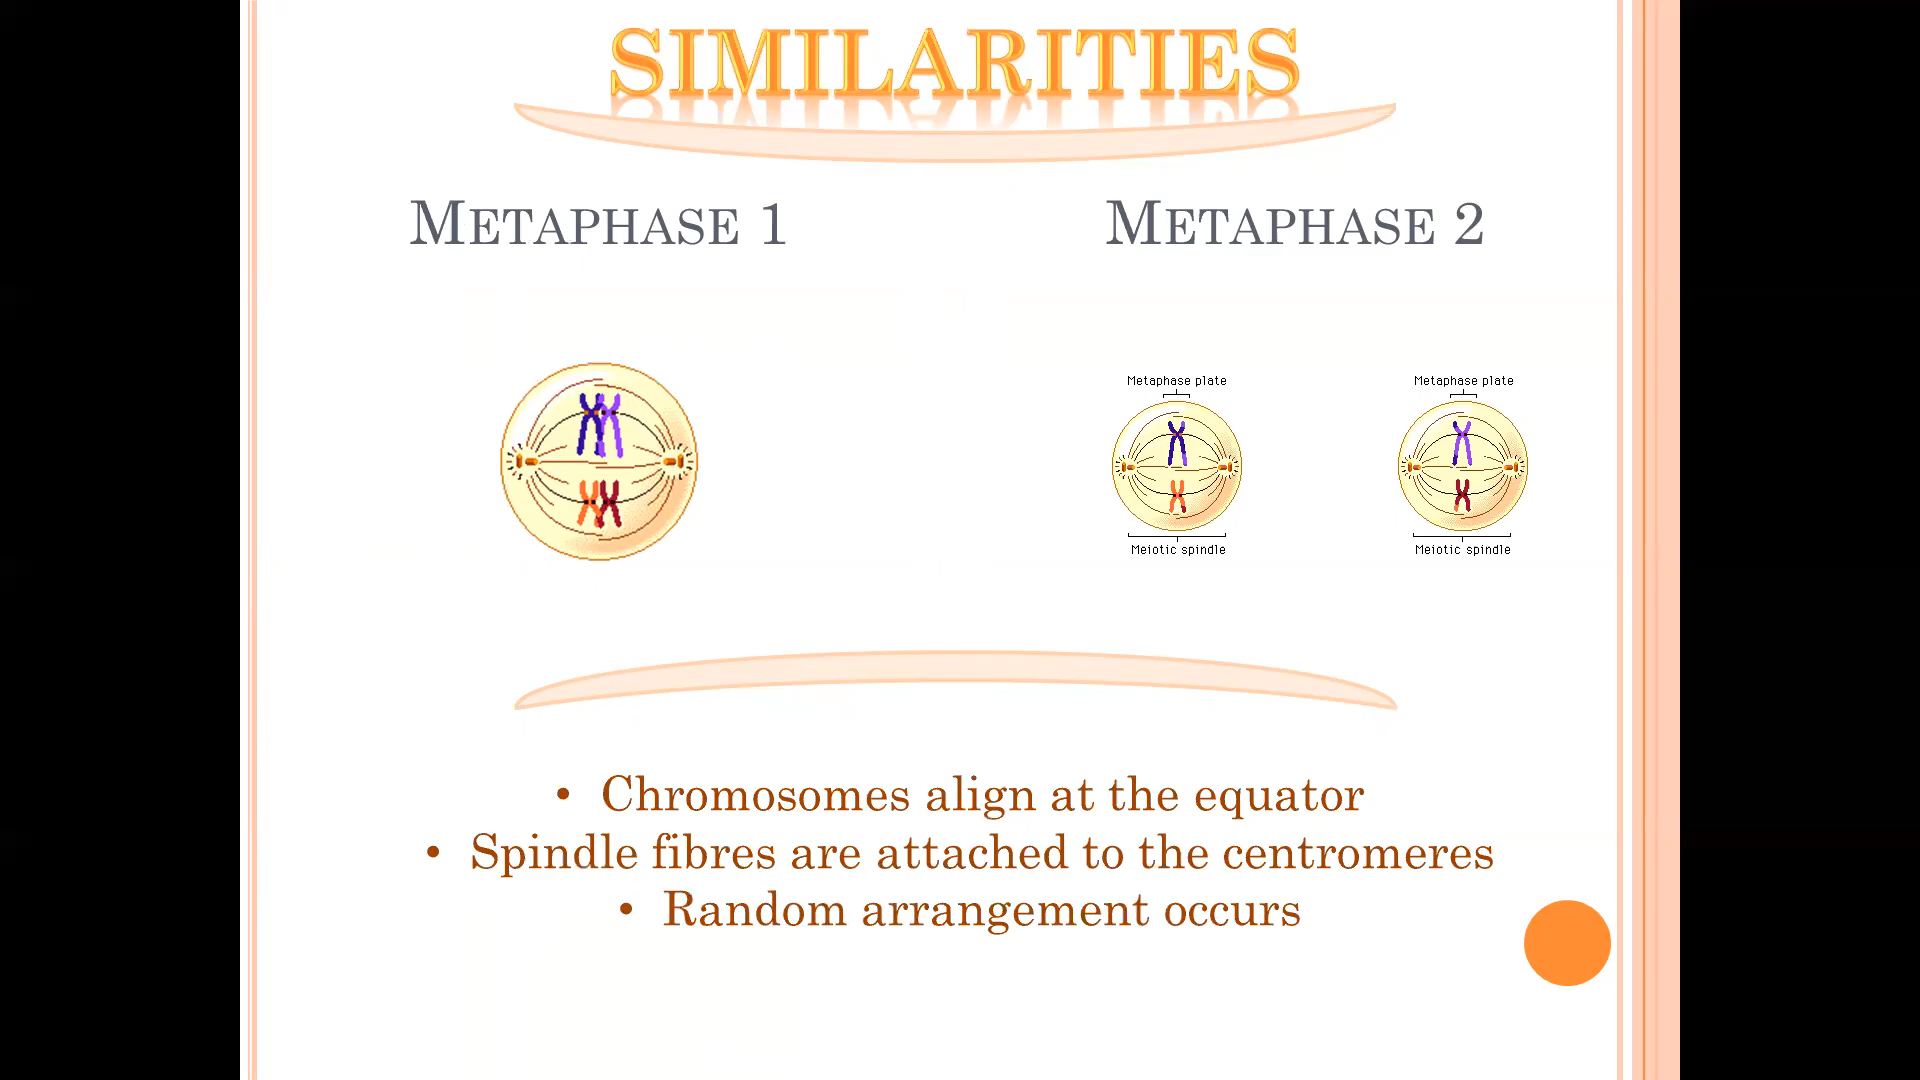 SIMILARITIES
METAPHASE 1
METAPHASE 2
Metaphase plate
Metaphase plate
Meiotic spindle
Meiotic spindle
• Chromosomes align at the equator
• Spindle fibres are attached to the centromeres
• Random arrangement occurs